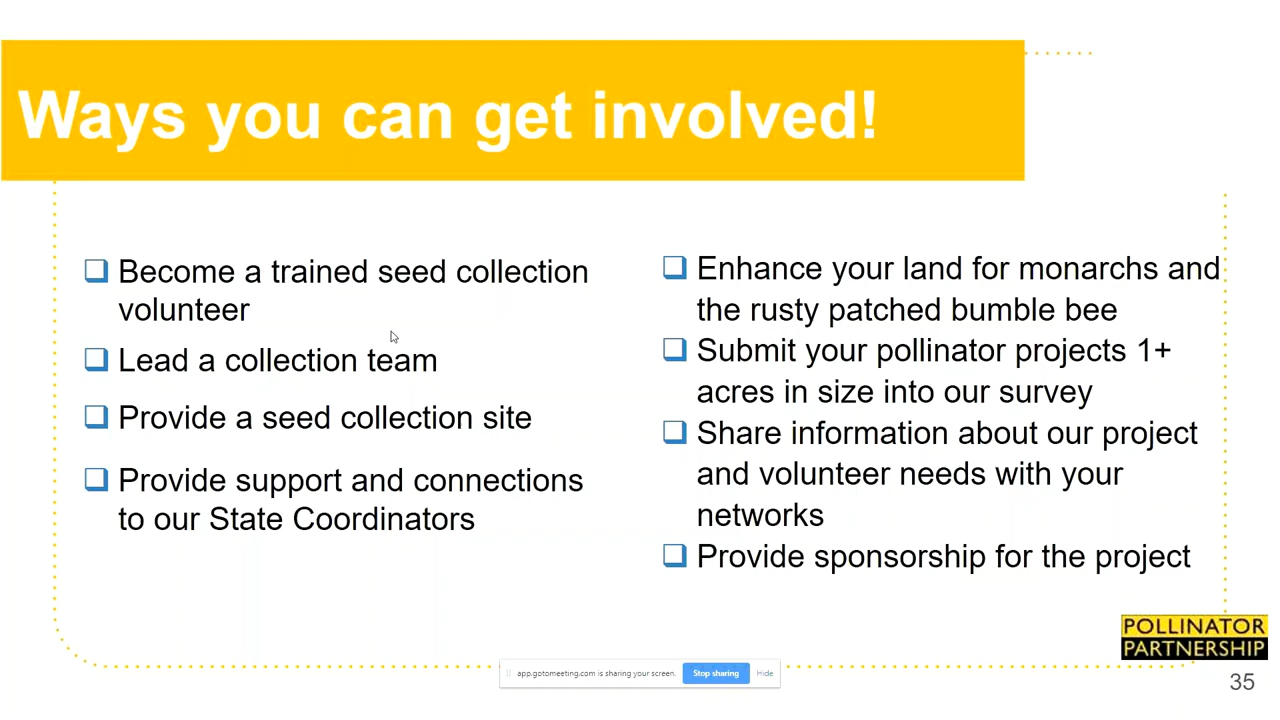 Ways you can get involved!
Become a trained seed collection
volunteer
Lead a collection team
Provide a seed collection site
Provide support and connections
to our State Coordinators
Enhance your land for monarchs and
the rusty patched bumble bee
Submit your pollinator projects 1+
acres in size into our survey
Share information about our project
and volunteer needs with your
networks
Provide sponsorship for the project
POLLINATOR
PARTNERSHIP
app.gotomeeting.com is sharing your screen.
Stop sharing
Hide
35